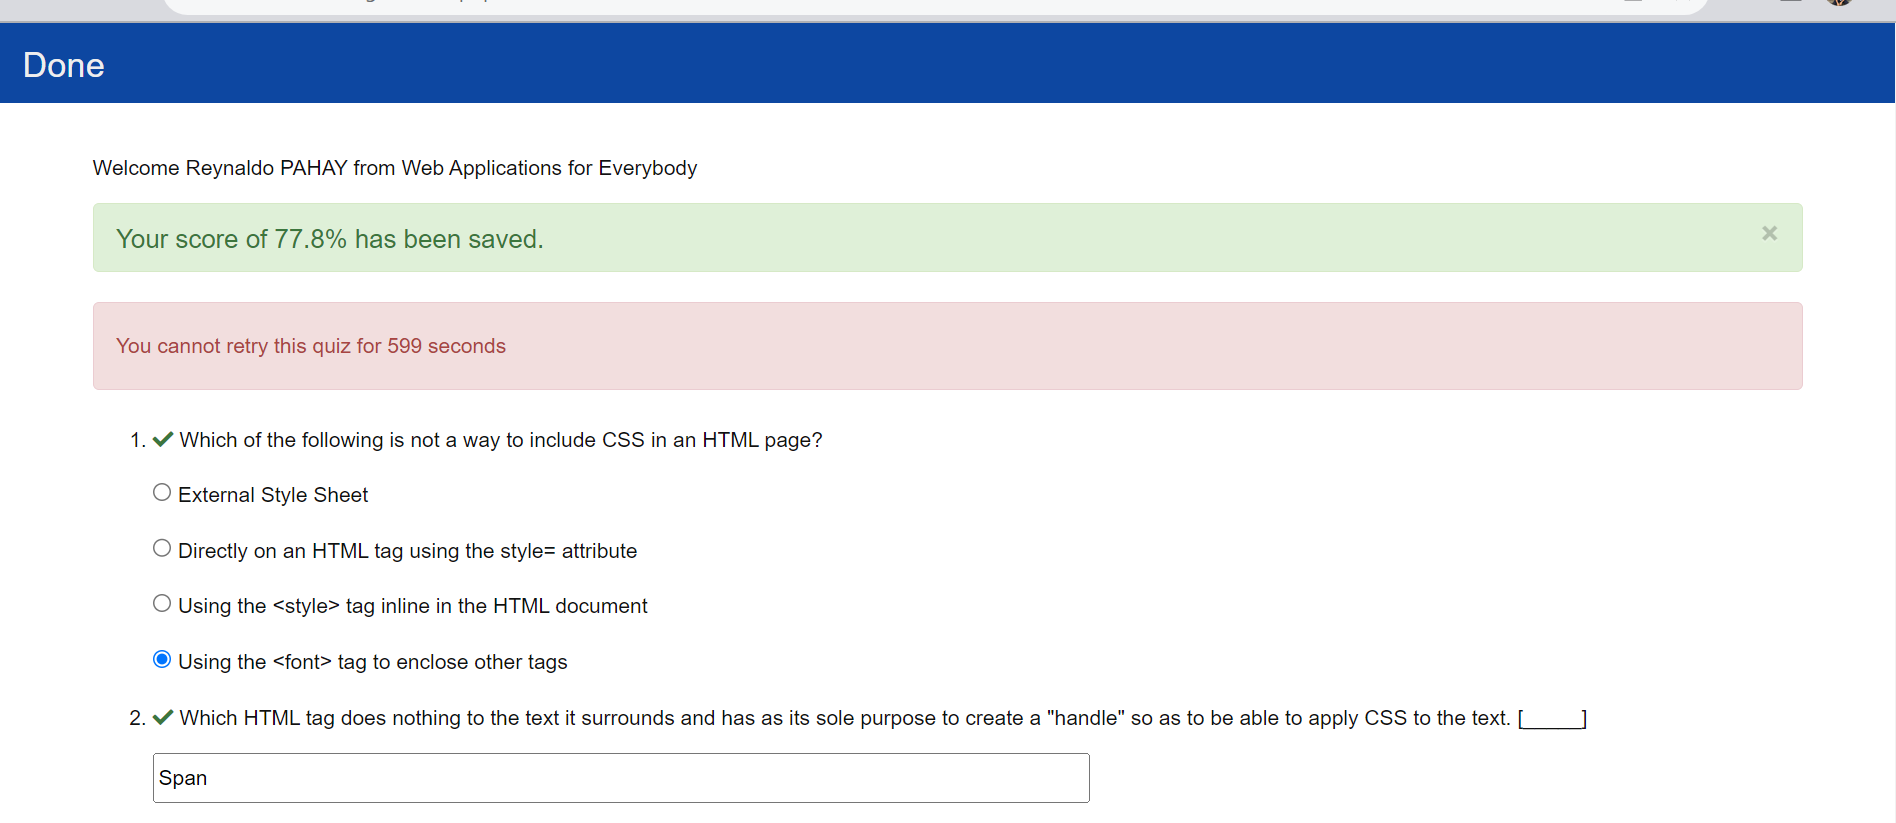 Done
Welcome Reynaldo PAHAY from Web Applications for Everybody
Your score of 77.8% has been saved.
×
You cannot retry this quiz for 599 seconds
1. ✔ Which of the following is not a way to include CSS in an HTML page?
External Style Sheet
Directly on an HTML tag using the style= attribute
Using the <style> tag inline in the HTML document
Using the <font> tag to enclose other tags
2. ✔ Which HTML tag does nothing to the text it surrounds and has as its sole purpose to create a "handle" so as to be able to apply CSS to the text. [_____]
Span